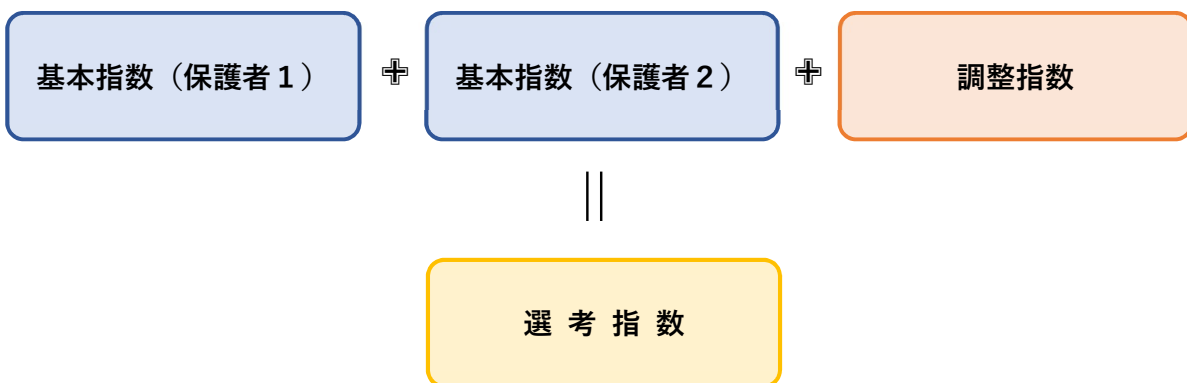 基本指数（保護者１） ✙ 基本指数（保護者２） ✙ 調整指数
||
選 考 指 数